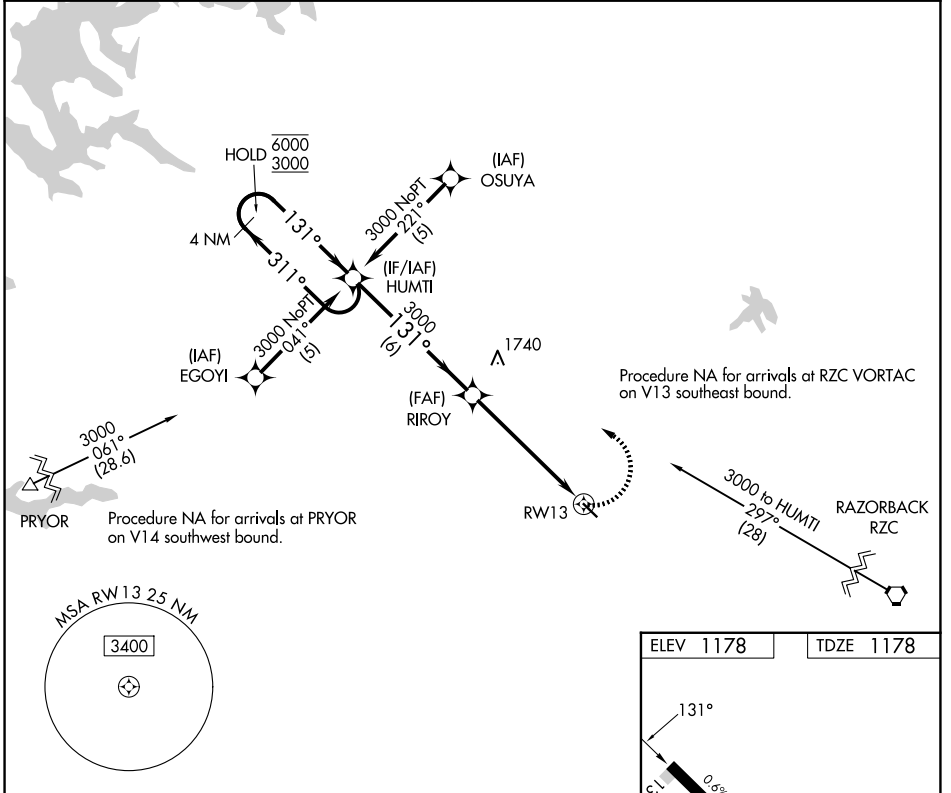 HOLD 6000
3000
(IAF)
OSUYA
3000 NoPT
221°
(5)
131°
4 NM
311°
(IF/IAF)
HUMTI
3000 NoPT
041°
(5)
3000
131°
(6)
(IAF)
EGOYI
1740
(FAF)
RIROY
Procedure NA for arrivals at RZC VORTAC
on V13 southeast bound.
3000
061°
(28.6)
PRYOR
Procedure NA for arrivals at PRYOR
on V14 southwest bound.
RW13
3000 to HUMTI
297°
(28)
RAZORBACK
RZC
MSA RW13 25 NM
3400
ELEV 1178
TDZE 1178
131°
0.6%